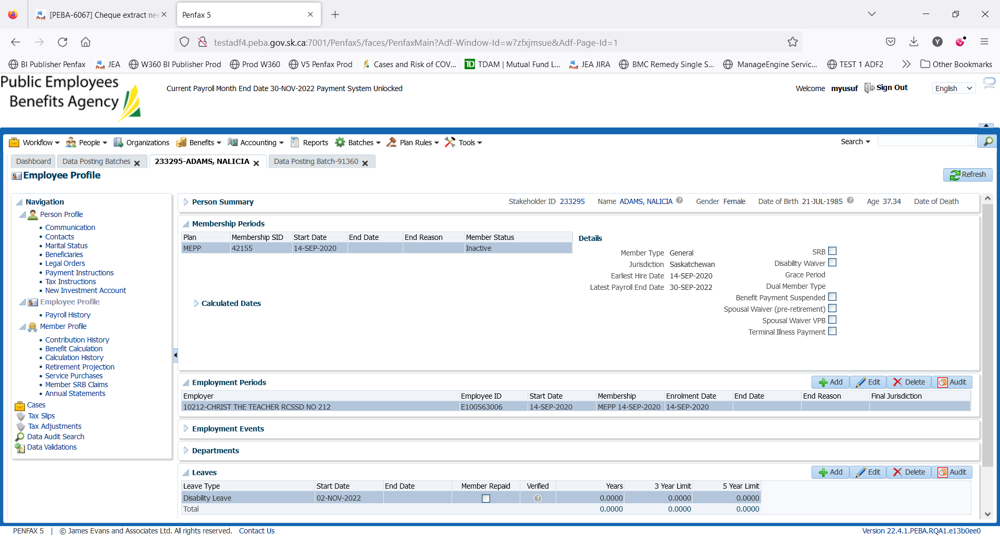 [PEBA-6067] Cheque extract nee
Penfax 5
testadf4.peba.gov.sk.ca:7001/Penfax5/faces/PenfaxMain?Adf-Window-Id=w7zfxjmsue&Adf-Page-Id=1
Y
BI Publisher Penfax Prod JEA W360 BI Publisher Prod Prod W360 V5 Penfax Prod Cases and Risk of COV... TD TDAM | Mutual Fund L... Prod JEA JIRA BMC Remedy Single S... ManageEngine Servic... TEST 1 ADF2 Other Bookmarks
Public Employees
Benefits Agency
Current Payroll Month End Date 30-NOV-2022 Payment System Unlocked
Welcome myusuf Sign Out English
Workflow People Organizations Benefits Accounting Reports Batches Plan Rules Tools Search
Dashboard Data Posting Batches 233295-ADAMS, NALICIA Data Posting Batch-91360
Employee Profile Refresh
Navigation
Person Profile
Communication
Contacts
Marital Status
Beneficiaries
Legal Orders
Payment Instructions
Tax Instructions
New Investment Account
Employee Profile
Payroll History
Member Profile
Contribution History
Benefit Calculation
Calculation History
Retirement Projection
Service Purchases
Member SRB Claims
Annual Statements
Cases
Tax Slips
Tax Adjustments
Data Audit Search
Data Validations
Person Summary Stakeholder ID 233295 Name ADAMS, NALICIA Gender Female Date of Birth 21-JUL-1985 Age 37.34 Date of Death
Membership Periods
Plan Membership SID Start Date End Date End Reason Member Status
MEPP 42155 14-SEP-2020 Inactive
Details
Member Type General
Jurisdiction Saskatchewan
Earliest Hire Date 14-SEP-2020
Latest Payroll End Date 30-SEP-2022
SRB
Disability Waiver
Grace Period
Dual Member Type
Benefit Payment Suspended
Spousal Waiver (pre-retirement)
Spousal Waiver VPB
Terminal Illness Payment
Calculated Dates
Employment Periods Add Edit Delete Audit
Employer Employee ID Start Date Membership Enrolment Date End Date End Reason Final Jurisdiction
10212-CHRIST THE TEACHER RCSSD NO 212 E100563006 14-SEP-2020 MEPP 14-SEP-2020 14-SEP-2020
Employment Events
Departments
Leaves Add Edit Delete Audit
Leave Type Start Date End Date Member Repaid Verified Years 3 Year Limit 5 Year Limit
Disability Leave 02-NOV-2022 0.0000 0.0000 0.0000
Total 0.0000 0.0000 0.0000
PENFAX 5 | © James Evans and Associates Ltd. All rights reserved. Contact Us Version 22.4.1.PEBA.RQA1.e13b0ee0